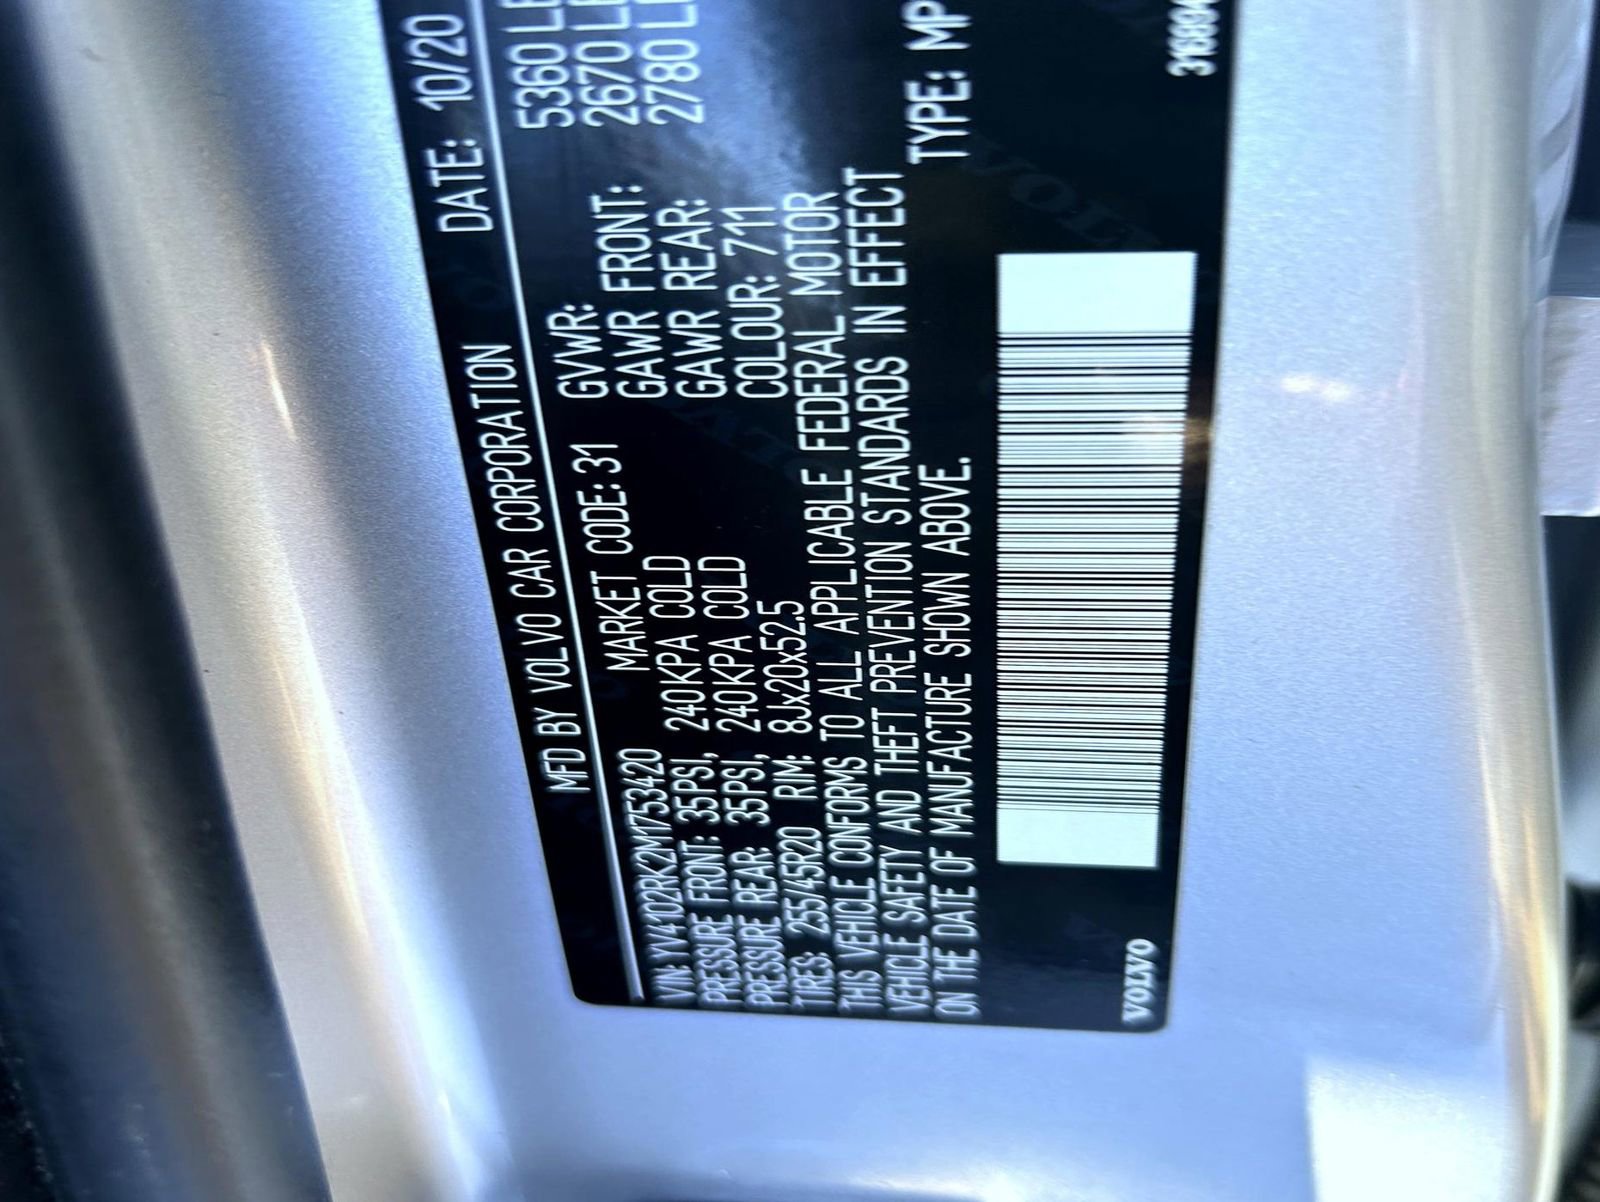 MFD BY VOLVO CAR CORPORATION DATE: 10/20
VIN: YV4102RK2M1753420 MARKET CODE: 31 GVWR: 5360
PRESSURE FRONT: 35PSI, 240KPA COLD GAWR FRONT: 2670
PRESSURE REAR: 35PSI, 240KPA COLD GAWR REAR: 2780
TIRES: 255/45R20 RIM: 8Jx20x52.5 COLOUR: 711
THIS VEHICLE CONFORMS TO ALL APPLICABLE FEDERAL MOTOR
VEHICLE SAFETY AND THEFT PREVENTION STANDARDS IN EFFECT
ON THE DATE OF MANUFACTURE SHOWN ABOVE. TYPE: MP
VOLVO